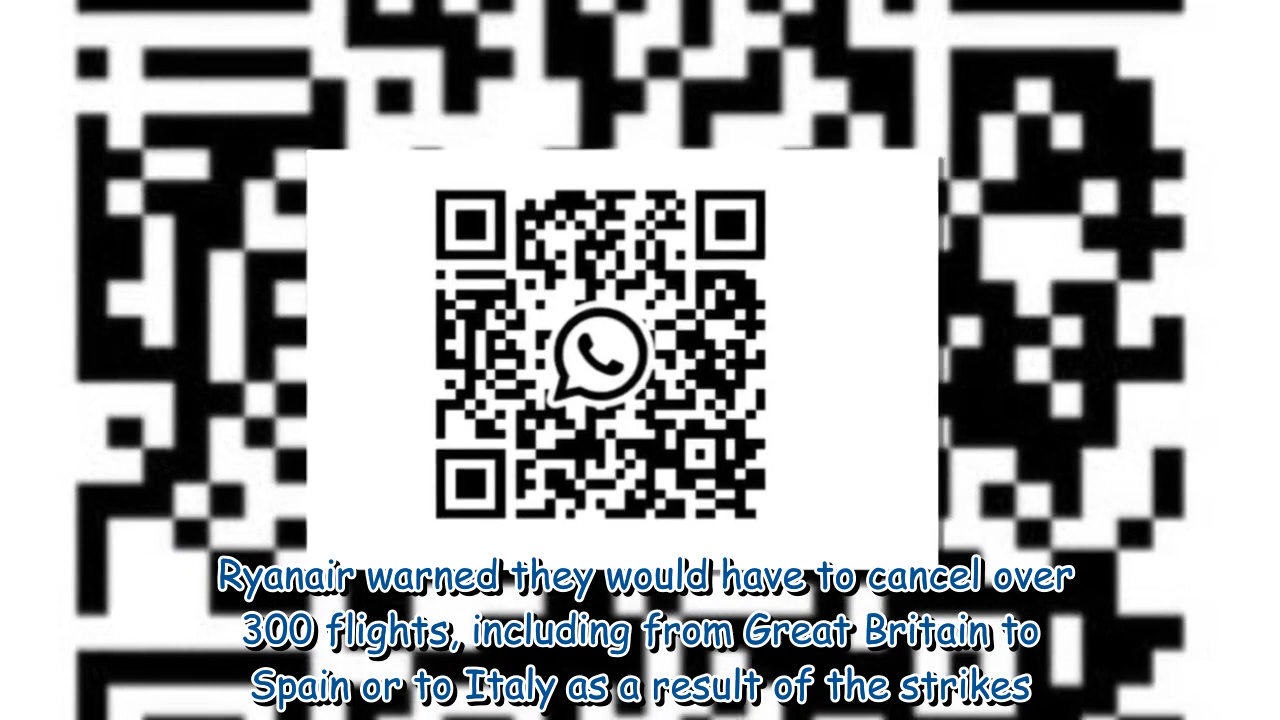 Ryanair warned they would have to cancel over
300 flights, including from Great Britain to
Spain or to Italy as a result of the strikes